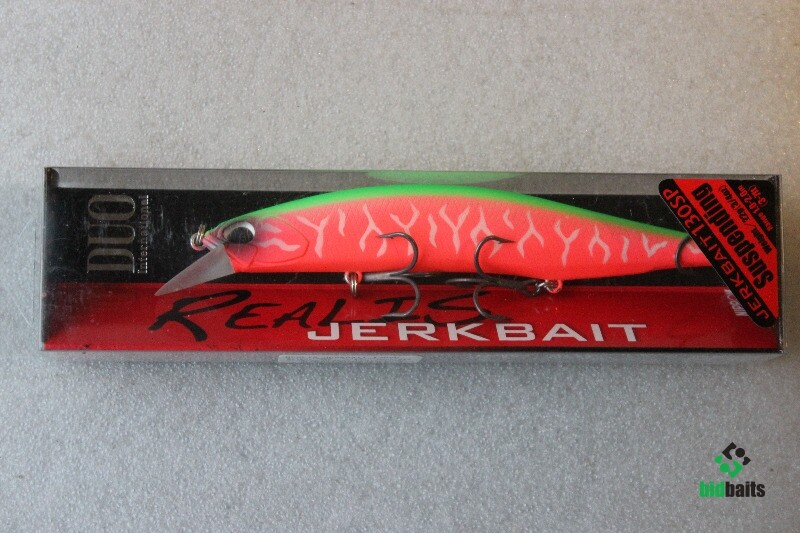 DUO
International
REALIS
JERKBAIT
JERKBAIT 130SP
Suspending
bidbaits